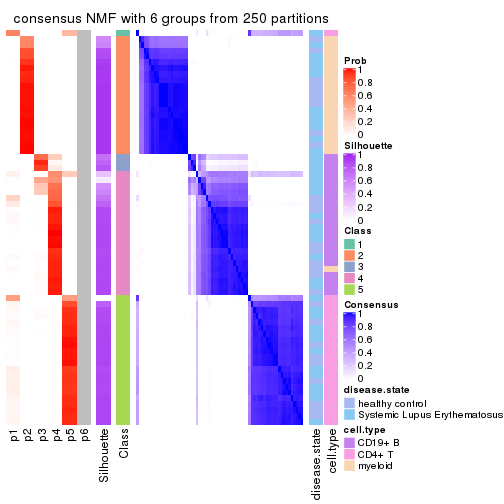 consensus NMF with 6 groups from 250 partitions
Prob
1
0.8
0.6
0.4
0.2
0
Silhouette
1
0.8
0.6
0.4
0.2
0
Class
1
2
3
4
5
Consensus
1
0.8
0.6
0.4
0.2
0
disease.state
healthy control
Systemic Lupus Erythematosus
cell.type
CD19+ B
CD4+ T
myeloid
p1
p2
p3
p4
p5
p6
Silhouette
Class
disease.state
cell.type